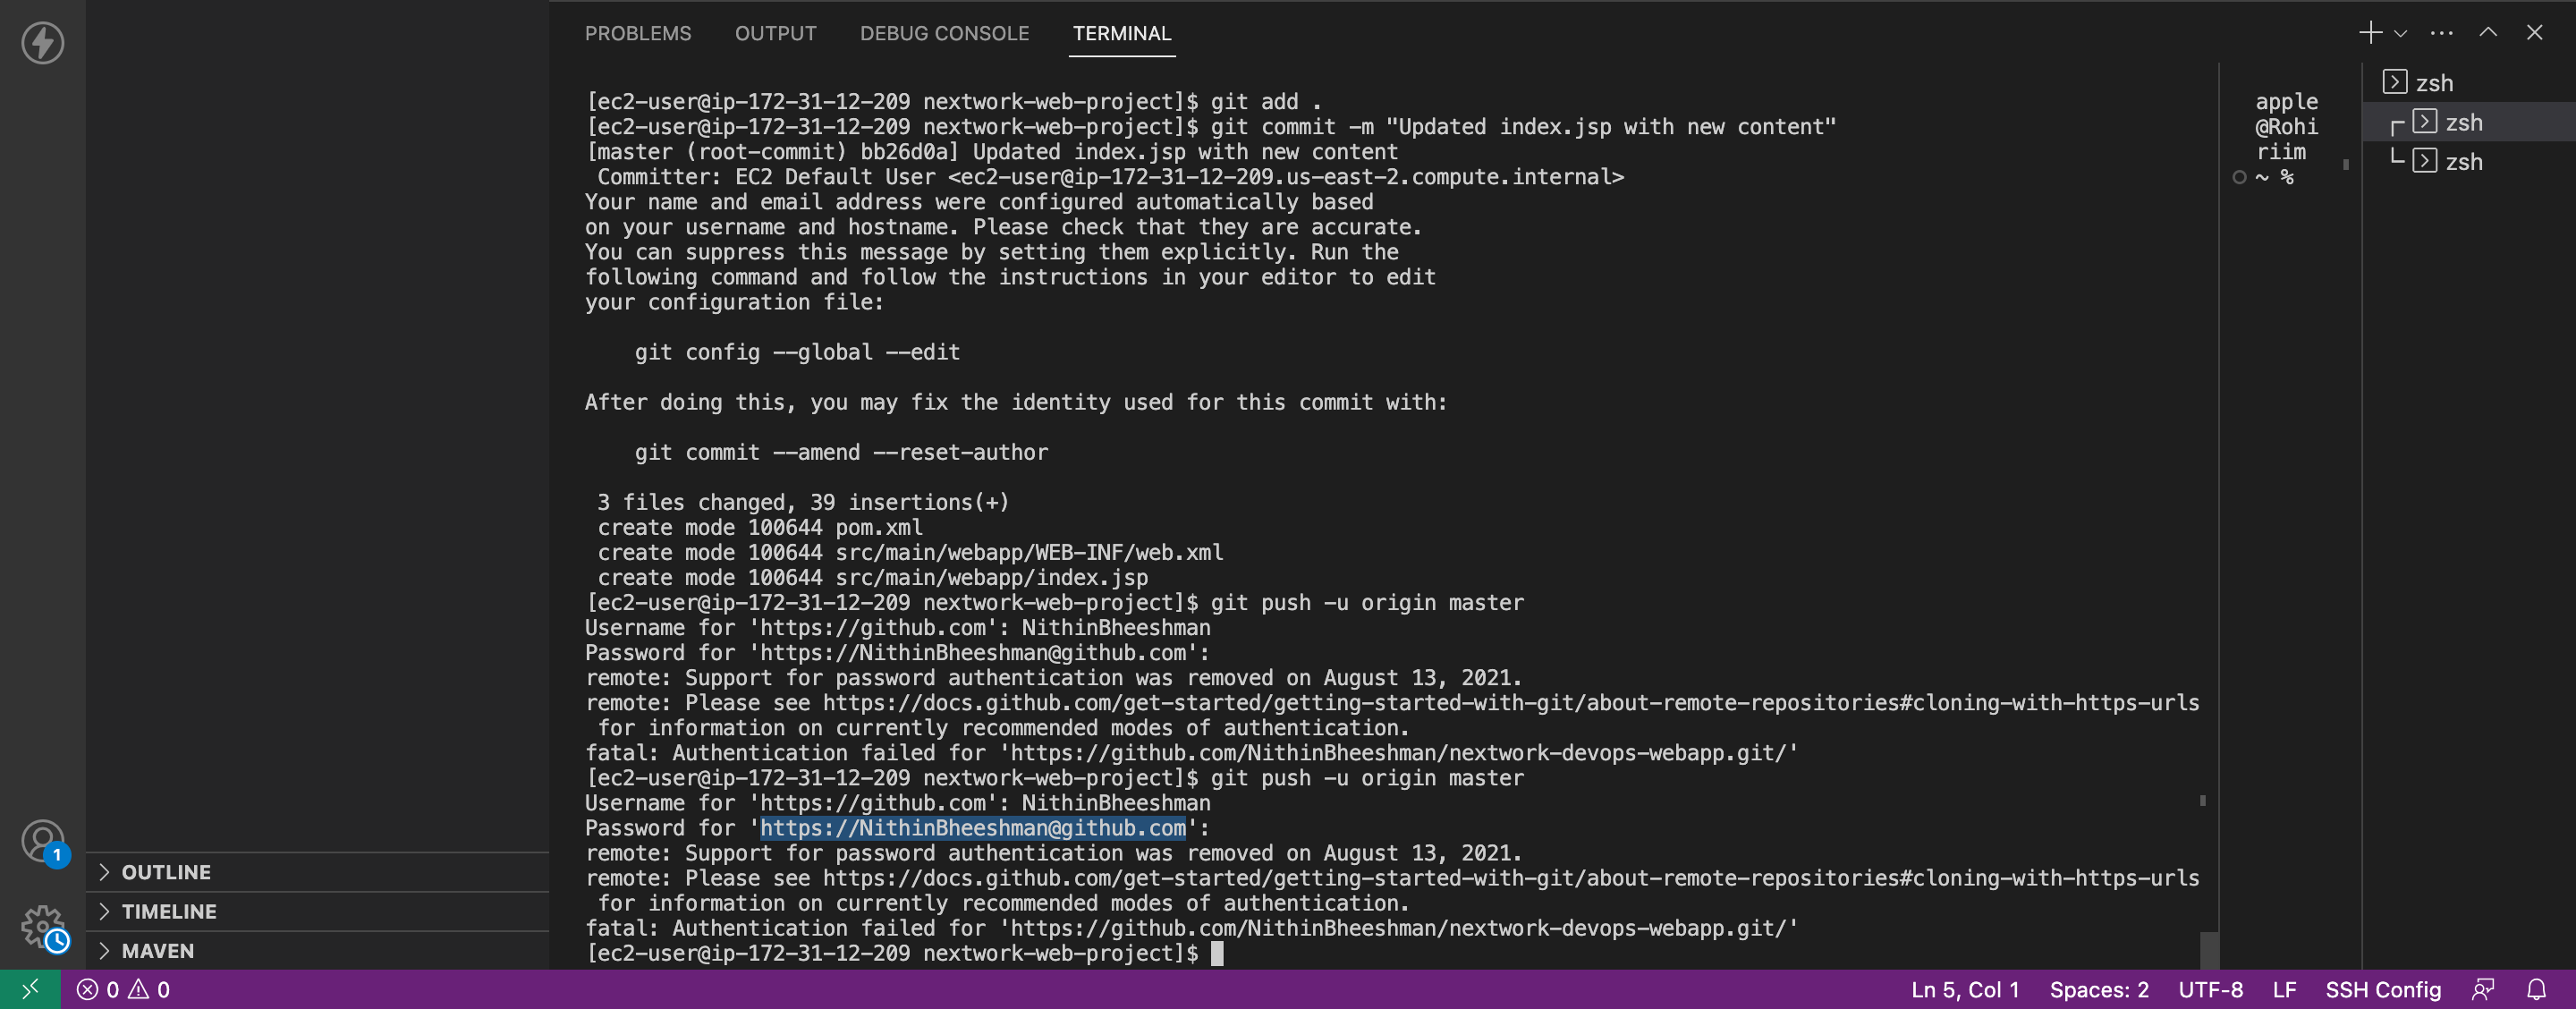 PROBLEMS OUTPUT DEBUG CONSOLE TERMINAL
[ec2-user@ip-172-31-12-209 nextwork-web-project]$ git add .
[ec2-user@ip-172-31-12-209 nextwork-web-project]$ git commit -m "Updated index.jsp with new content"
[master (root-commit) bb26d0a] Updated index.jsp with new content
 Committer: EC2 Default User <ec2-user@ip-172-31-12-209.us-east-2.compute.internal>
Your name and email address were configured automatically based
on your username and hostname. Please check that they are accurate.
You can suppress this message by setting them explicitly. Run the
following command and follow the instructions in your editor to edit
your configuration file:
    git config --global --edit
After doing this, you may fix the identity used for this commit with:
    git commit --amend --reset-author
 3 files changed, 39 insertions(+)
 create mode 100644 pom.xml
 create mode 100644 src/main/webapp/WEB-INF/web.xml
 create mode 100644 src/main/webapp/index.jsp
[ec2-user@ip-172-31-12-209 nextwork-web-project]$ git push -u origin master
Username for 'https://github.com': NithinBheeshman
Password for 'https://NithinBheeshman@github.com':
remote: Support for password authentication was removed on August 13, 2021.
remote: Please see https://docs.github.com/get-started/getting-started-with-git/about-remote-repositories#cloning-with-https-urls
 for information on currently recommended modes of authentication.
fatal: Authentication failed for 'https://github.com/NithinBheeshman/nextwork-devops-webapp.git/'
[ec2-user@ip-172-31-12-209 nextwork-web-project]$ git push -u origin master
Username for 'https://github.com': NithinBheeshman
Password for 'https://NithinBheeshman@github.com':
remote: Support for password authentication was removed on August 13, 2021.
remote: Please see https://docs.github.com/get-started/getting-started-with-git/about-remote-repositories#cloning-with-https-urls
 for information on currently recommended modes of authentication.
fatal: Authentication failed for 'https://github.com/NithinBheeshman/nextwork-devops-webapp.git/'
[ec2-user@ip-172-31-12-209 nextwork-web-project]$
apple
@Rohi
riim
~ %
zsh
zsh
zsh
1
OUTLINE
TIMELINE
MAVEN
0 0 Ln 5, Col 1 Spaces: 2 UTF-8 LF SSH Config